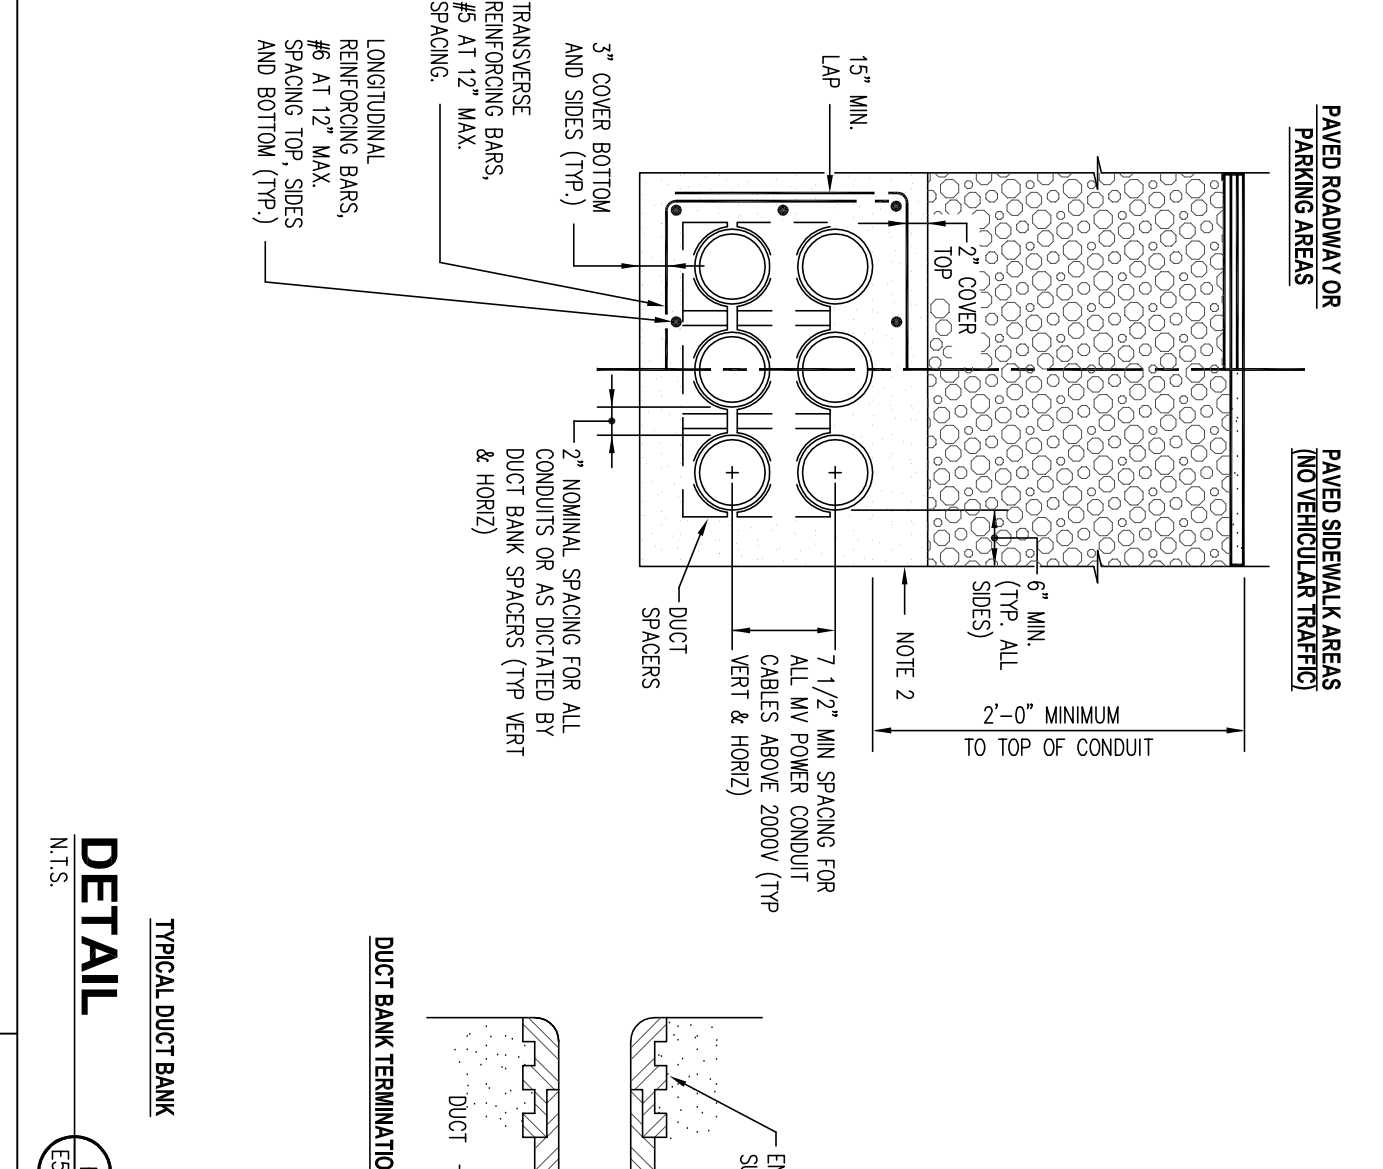 PAVED ROADWAY OR
PARKING AREAS
PAVED SIDEWALK AREAS
(NO VEHICULAR TRAFFIC)
15" MIN.
LAP
2" COVER
TOP
6" MIN.
(TYP. ALL
SIDES)
2'-0" MINIMUM
TO TOP OF CONDUIT
NOTE 2
3" COVER BOTTOM
AND SIDES (TYP.)
TRANSVERSE
REINFORCING BARS,
#5 AT 12" MAX.
SPACING.
LONGITUDINAL
REINFORCING BARS,
#6 AT 12" MAX.
SPACING TOP, SIDES
AND BOTTOM (TYP.)
7 1/2" MIN SPACING FOR
ALL MV POWER CONDUIT
CABLES ABOVE 2000V (TYP
VERT & HORIZ)
DUCT
SPACERS
2" NOMINAL SPACING FOR ALL
CONDUITS OR AS DICTATED BY
DUCT BANK SPACERS (TYP VERT
& HORIZ)
DUCT
DUCT BANK TERMINATIO
TYPICAL DUCT BANK
DETAIL
N.T.S.
E5